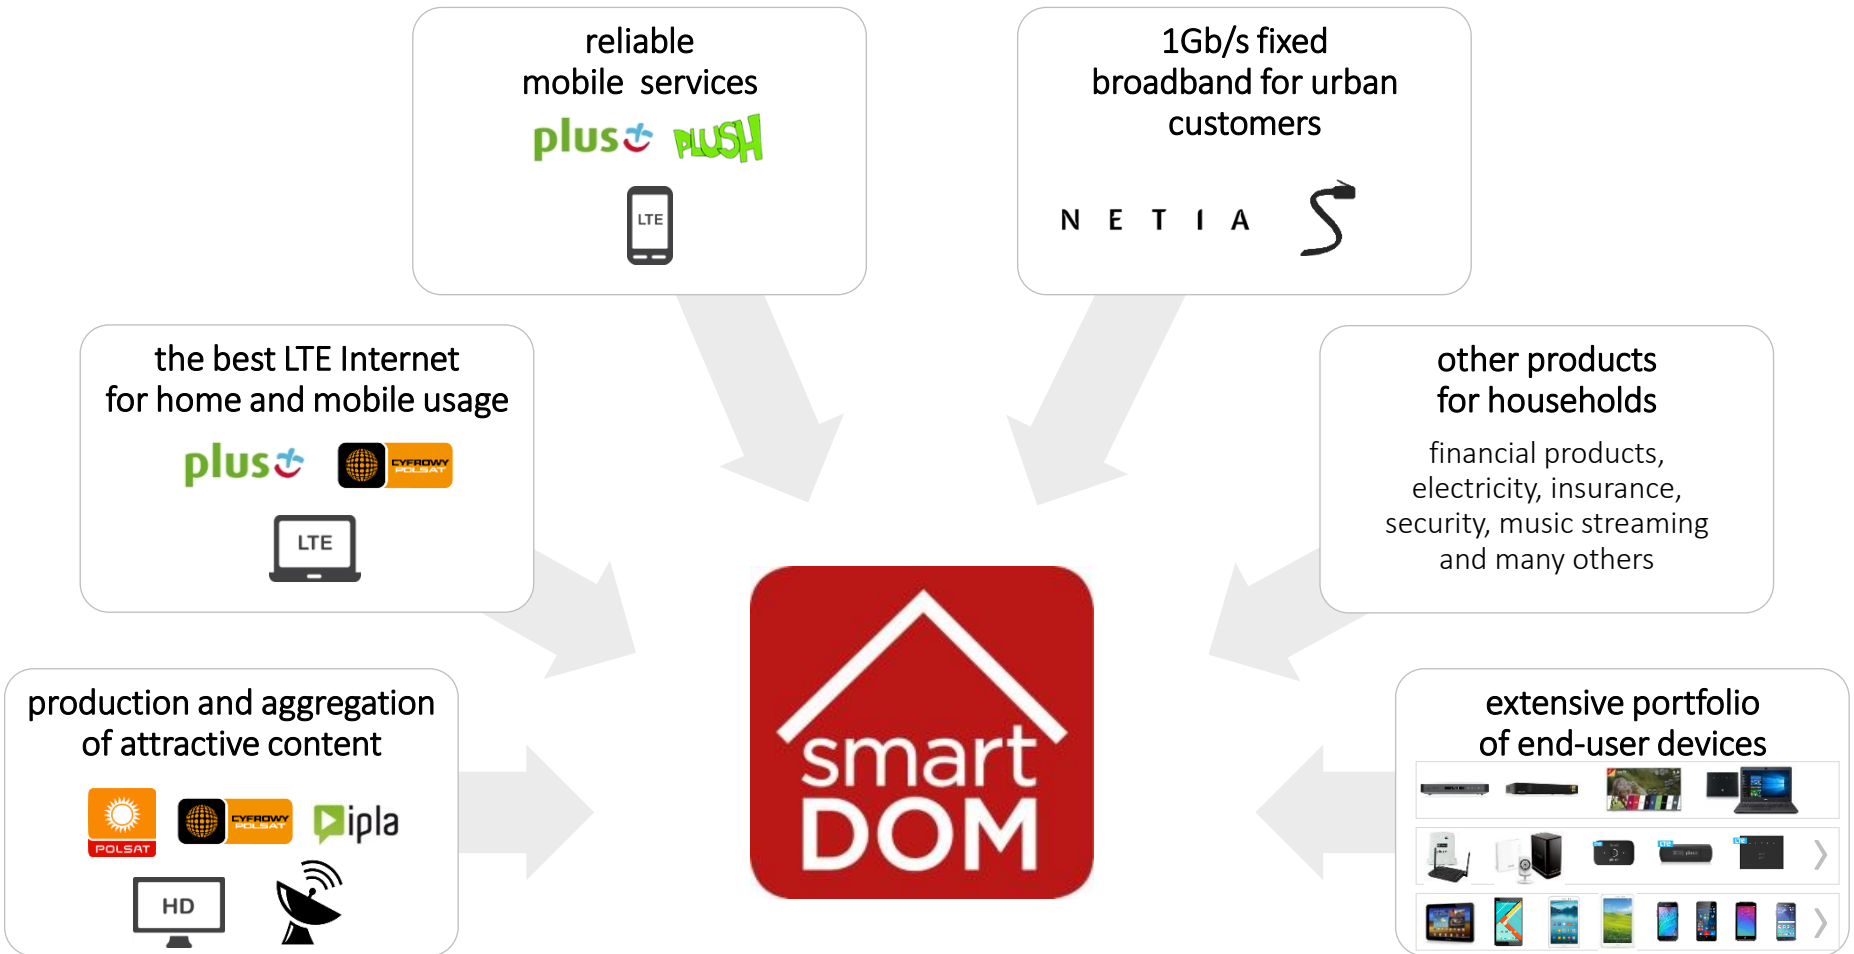 reliable
mobile services
plus
PLUSH
LTE
1Gb/s fixed
broadband for urban
customers
NETIA
the best LTE Internet
for home and mobile usage
plus
CYFROWY
POLSAT
LTE
other products
for households
financial products,
electricity, insurance,
security, music streaming
and many others
production and aggregation
of attractive content
POLSAT
CYFROWY
POLSAT
ipla
HD
smart
DOM
extensive portfolio
of end-user devices
LTE
LTE